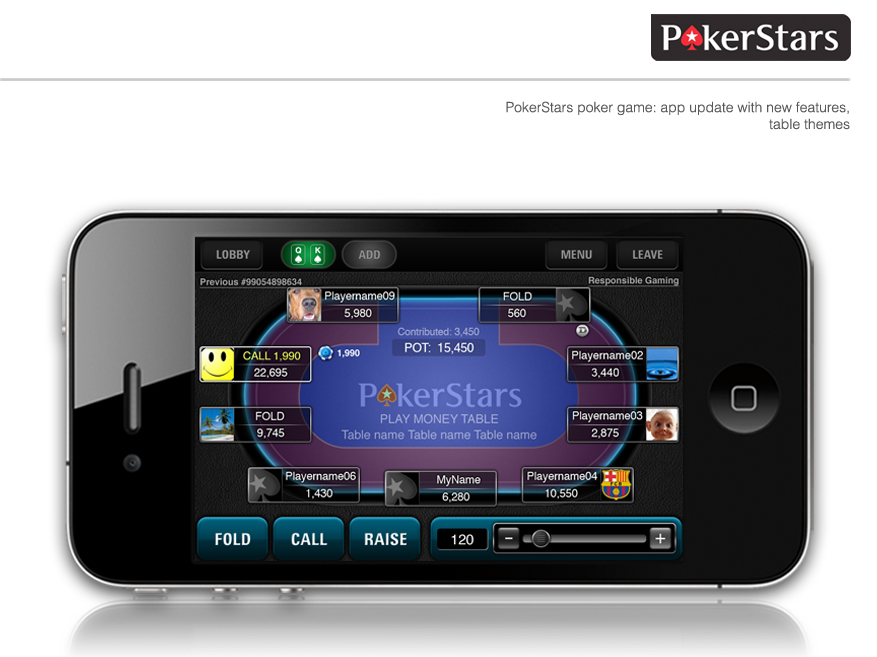 PokerStars
PokerStars poker game: app update with new features,
table themes
LOBBY
Q K
ADD
MENU
LEAVE
Previous #99054898634
Responsible Gaming
Playername09
5,980
FOLD
560
Contributed: 3,450
D
POT: 15,450
CALL 1,990
22,695
1,990
Playername02
3,440
PokerStars
PLAY MONEY TABLE
Table name Table name Table name
FOLD
9,745
Playername03
2,875
Playername06
1,430
MyName
6,280
Playername04
10,550
FCB
FOLD
CALL
RAISE
120
−
+